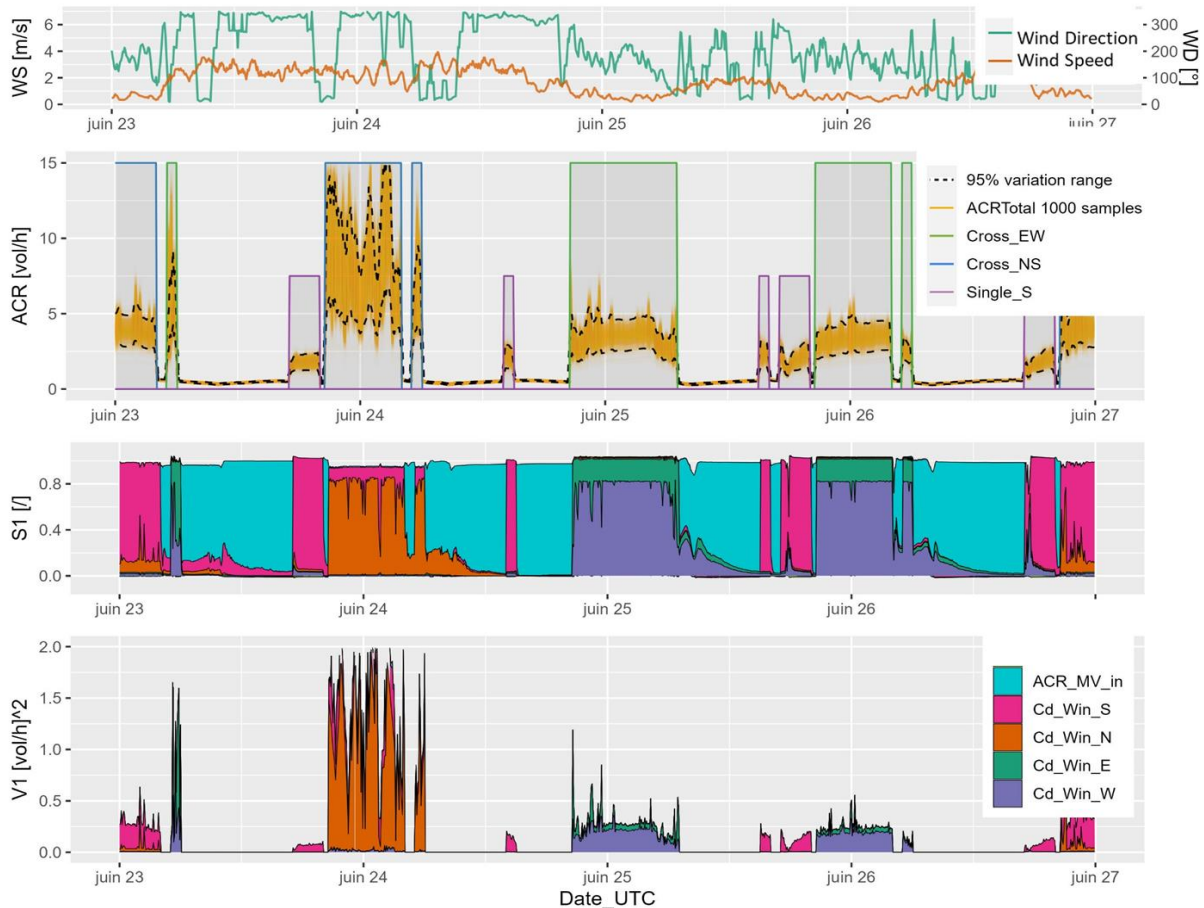 WS [m/s]
6
4
2
0
300
200
100
0
WD [°]
Wind Direction
Wind Speed
juin 23
juin 24
juin 25
juin 26
juin 27
ACR [vol/h]
15
10
5
0
95% variation range
ACRTotal 1000 samples
Cross_EW
Cross_NS
Single_S
juin 23
juin 24
juin 25
juin 26
juin 27
S1 [/]
0.8
0.4
0.0
juin 23
juin 24
juin 25
juin 26
V1 [vol/h]^2
2.0
1.5
1.0
0.5
0.0
ACR_MV_in
Cd_Win_S
Cd_Win_N
Cd_Win_E
Cd_Win_W
juin 23
juin 24
juin 25
juin 26
juin 27
Date_UTC